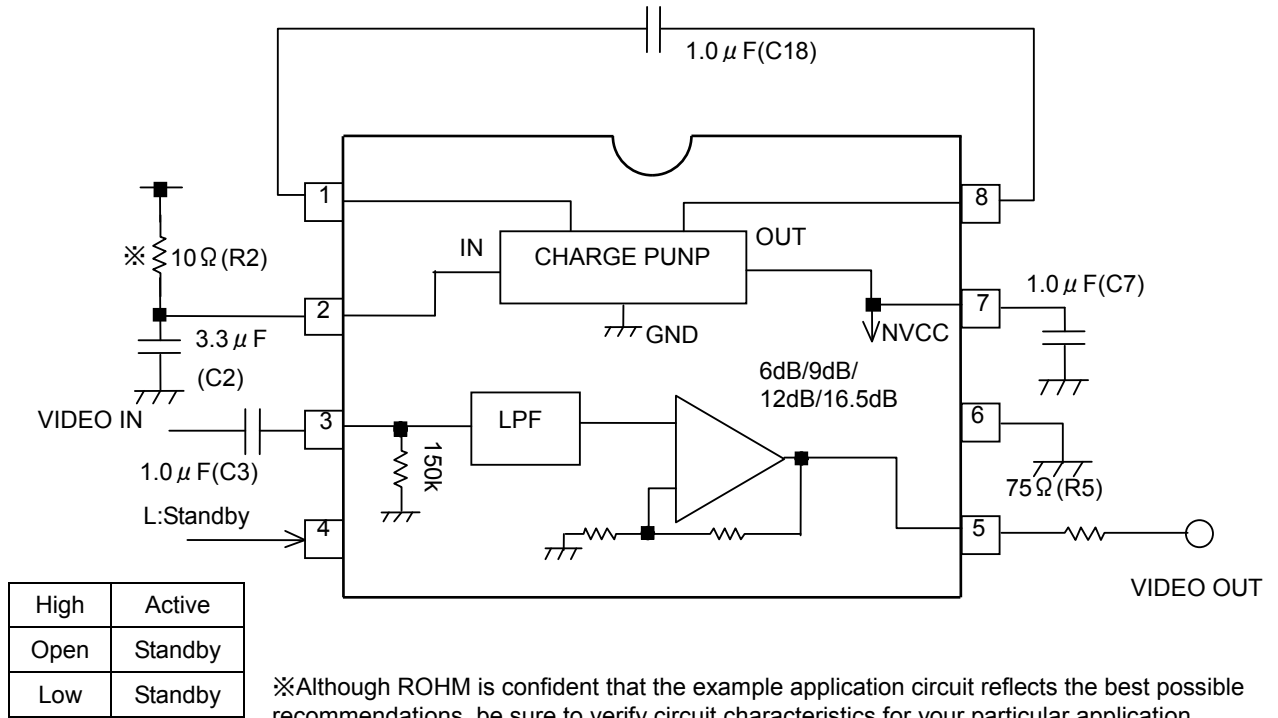 1.0μF(C18)
1
8
※ 10Ω(R2)
IN
CHARGE PUNP
OUT
1.0μF(C7)
2
7
3.3μF
(C2)
GND
NVCC
6dB/9dB/
12dB/16.5dB
VIDEO IN
3
LPF
6
150k
1.0μF(C3)
75Ω(R5)
L:Standby
4
5
VIDEO OUT
High Active
Open Standby
Low Standby
※Although ROHM is confident that the example application circuit reflects the best possible
recommendations, be sure to verify circuit characteristics for your particular application.